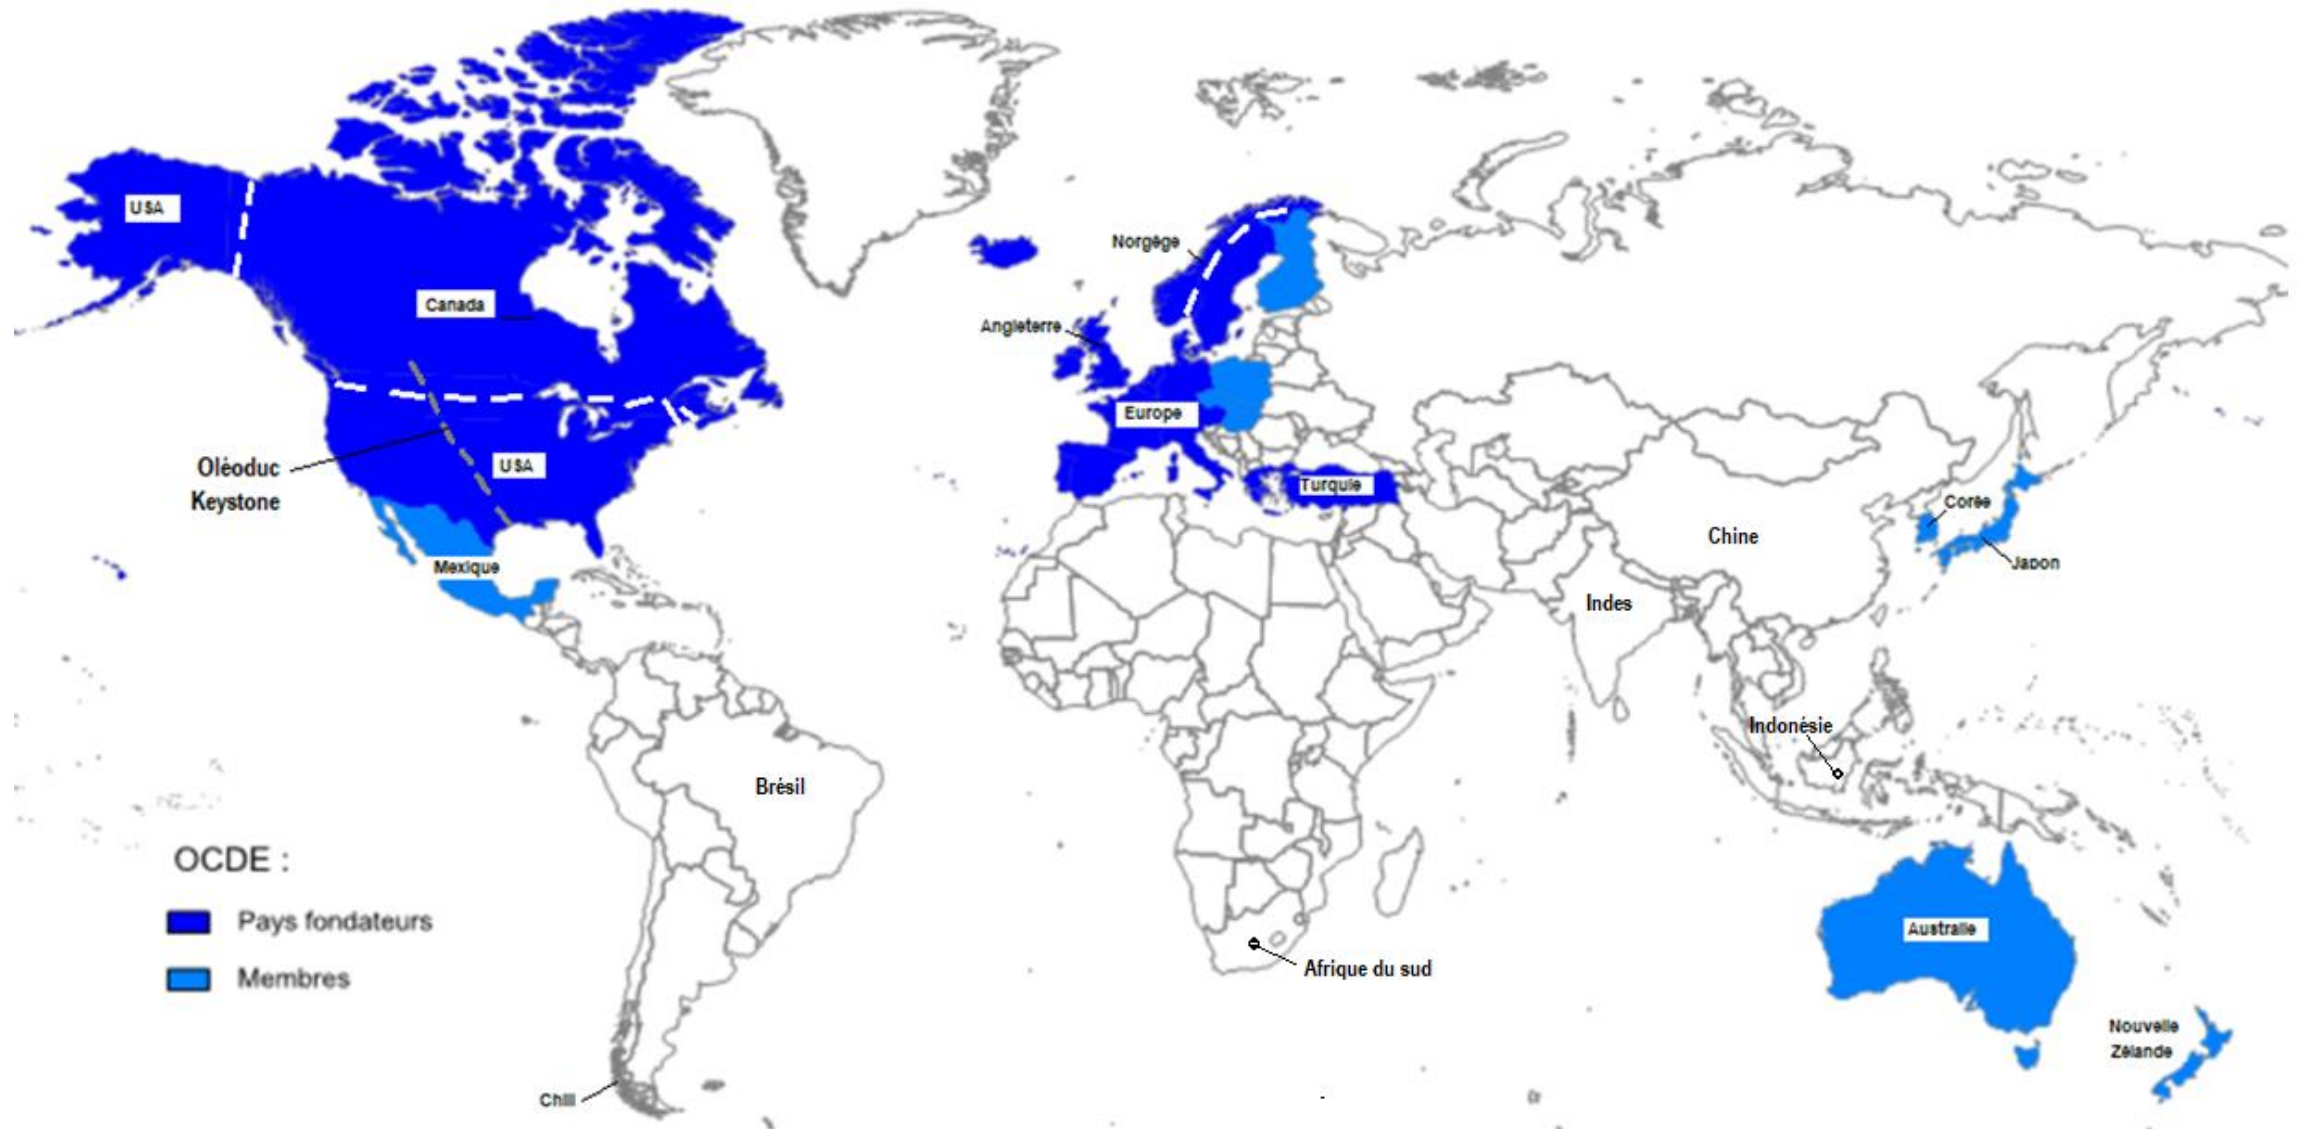 USA
Norgège
Canada
Angleterre
Europe
Oléoduc
Keystone
USA
Turquie
Corée
Chine
Japon
Mexique
Indes
Indonésie
Brésil
OCDE :
Pays fondateurs
Membres
Australie
Afrique du sud
Nouvelle
Zélande
Chili